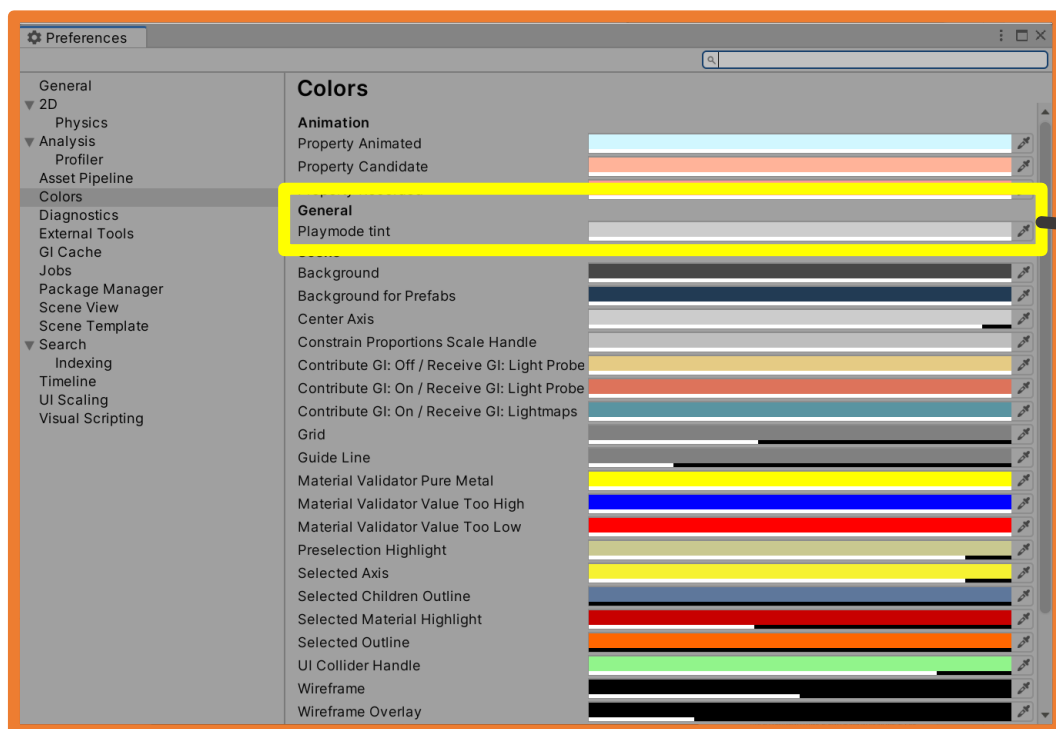 Preferences
General
2D
Physics
Analysis
Profiler
Asset Pipeline
Colors
Diagnostics
External Tools
GI Cache
Jobs
Package Manager
Scene View
Scene Template
Search
Indexing
Timeline
UI Scaling
Visual Scripting
Colors
Animation
Property Animated
Property Candidate
General
Playmode tint
Background
Background for Prefabs
Center Axis
Constrain Proportions Scale Handle
Contribute GI: Off / Receive GI: Light Probe
Contribute GI: On / Receive GI: Light Probe
Contribute GI: On / Receive GI: Lightmaps
Grid
Guide Line
Material Validator Pure Metal
Material Validator Value Too High
Material Validator Value Too Low
Preselection Highlight
Selected Axis
Selected Children Outline
Selected Material Highlight
Selected Outline
UI Collider Handle
Wireframe
Wireframe Overlay